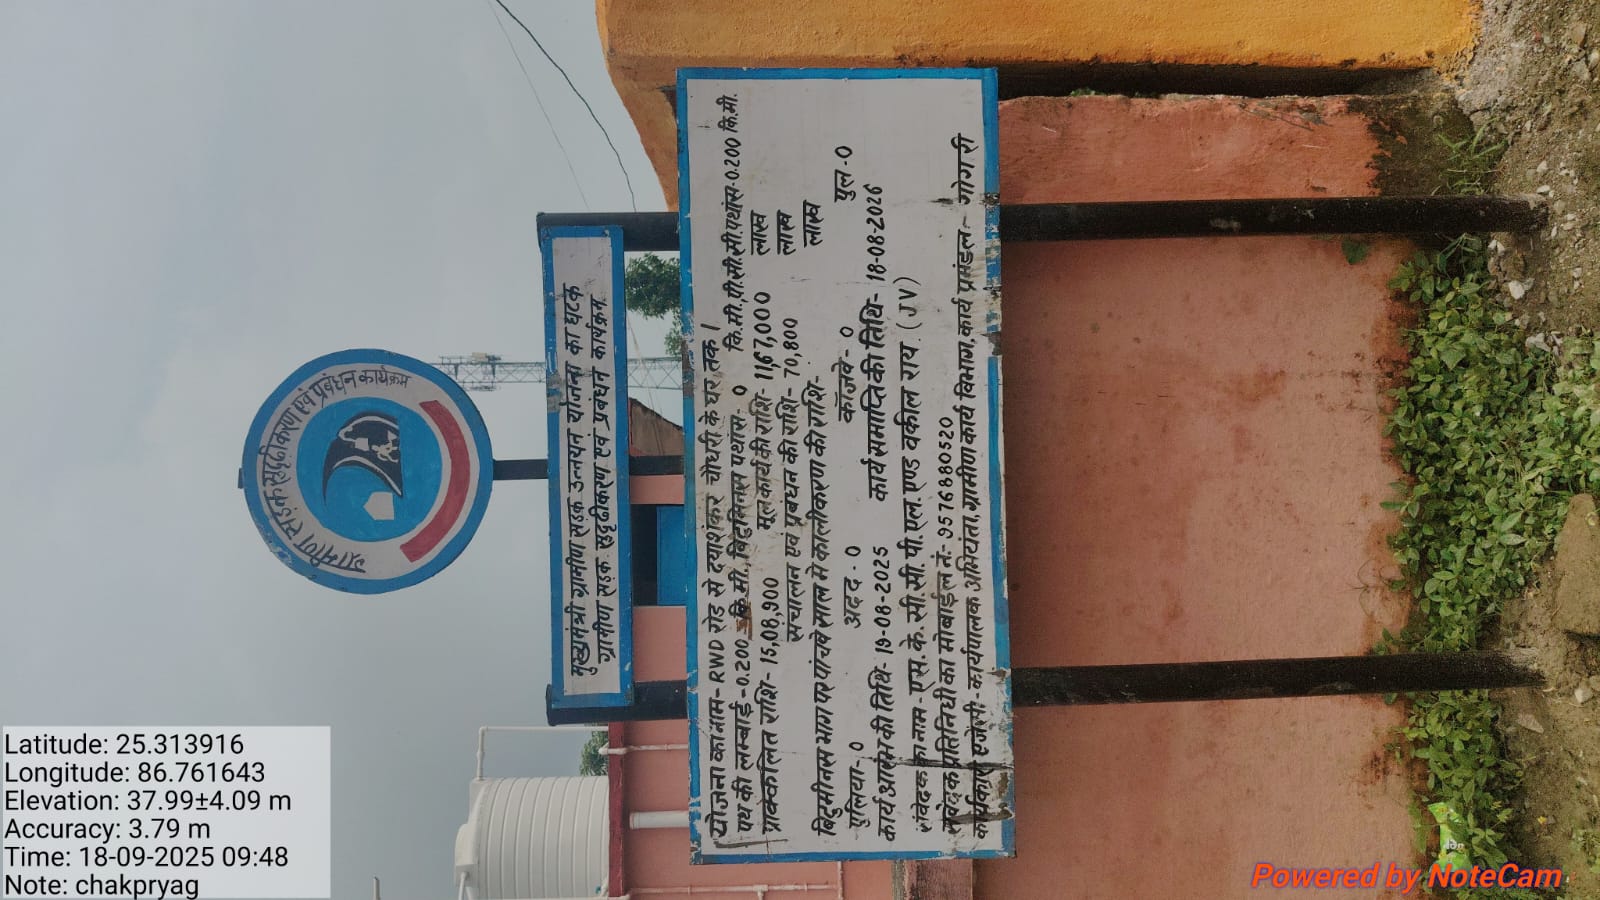 ग्रामीण सड़क सुदृढीकरण एवं प्रबंधन कार्यक्रम
मुख्यमंत्री ग्रामीण सड़क उन्नयन योजना का घटक
ग्रामीण सड़क सुदृढीकरण एवं प्रबंधन कार्यक्रम
योजना का नाम-RWD रोड से दयाशंकर चौधरी के घर तक।
पथ की लम्बाई-0.200 कि.मी., बिटुमिनस पथांस- 0 कि.मी.,पी.सी.सी.पथांस-0.200 कि.मी.
प्राक्कलित राशि- 15,08,900 मूल कार्य की राशि- 11,67,000 लाख
संचालन एवं प्रबंधन की राशि- 70,800 लाख
बिटुमीनस भाग पर पांचवे साल मे कालीकरण की राशि- लाख
पुलिया-0 अदद - 0 कॉजवे- 0 पुल-0
कार्य आरंभ की तिथि- 19-08-2025 कार्य समाप्ति की तिथि- 18-08-2026
संवेदक का नाम - एस.के.सी.सी.पी.एल.एण्ड वकील राय (JV)
संवेदक प्रतिनिधी का मोबाईल नं.- 9576880520
कार्यकारी एजेंसी - कार्यपालक अभियंता, ग्रामीण कार्य विभाग, कार्य प्रमंडल - गोगरी
Latitude: 25.313916
Longitude: 86.761643
Elevation: 37.99±4.09 m
Accuracy: 3.79 m
Time: 18-09-2025 09:48
Note: chakpryag
Powered by NoteCam